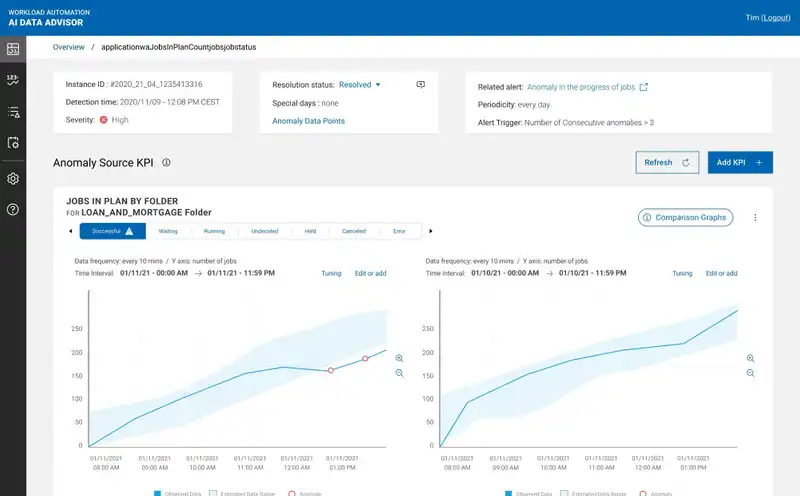 WORKLOAD AUTOMATION
AI DATA ADVISOR
Tim (Logout)
Overview / applicationwaJobsInPlanCountjobsjobstatus
Instance ID : #2020_21_04_1235413316
Detection time: 2020/11/09 - 12:08 PM CEST
Severity: High
Resolution status: Resolved
Special days : none
Anomaly Data Points
Related alert: Anomaly in the progress of jobs
Periodicity: every day
Alert Trigger: Number of Consecutive anomalies > 3
Anomaly Source KPI
Refresh
Add KPI +
JOBS IN PLAN BY FOLDER
FOR LOAN_AND_MORTGAGE Folder
Comparison Graphs
Successful Waiting Running Undecided Held Canceled Error
Data frequency: every 10 mins / Y axis: number of jobs
Time Interval: 01/11/21 - 00:00 AM → 01/11/21 - 11:59 PM
Tuning Edit or add
250
200
150
100
50
0
01/11/2021 01/11/2021 01/11/2021 01/11/2021 01/11/2021 01/11/2021
08:00 AM 09:00 AM 10:00 AM 11:00 AM 12:00 AM 01:00 PM
Observed Data Estimated Data Range Anomaly
Data frequency: every 10 mins / Y axis: number of jobs
Time Interval: 01/10/21 - 00:00 AM → 01/10/21 - 11:59 PM
Tuning Edit or add
250
200
150
100
50
0
01/11/2021 01/11/2021 01/11/2021 01/11/2021 01/11/2021 01/11/2021
08:00 AM 09:00 AM 10:00 AM 11:00 AM 12:00 AM 01:00 PM
Observed Data Estimated Data Range Anomaly